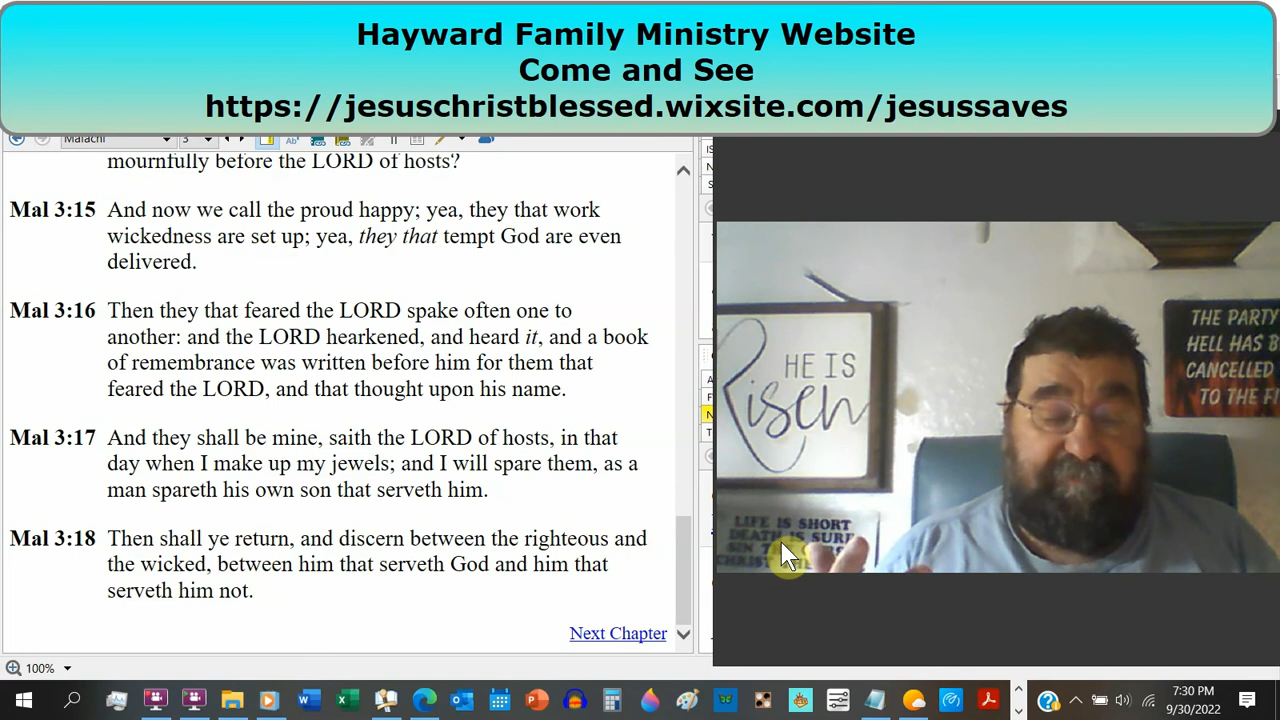 Hayward Family Ministry Website
Come and See
https://jesuschristblessed.wixsite.com/jesussaves
Malachi 3
mournfully before the LORD of hosts?
Mal 3:15 And now we call the proud happy; yea, they that work
wickedness are set up; yea, they that tempt God are even
delivered.
Mal 3:16 Then they that feared the LORD spake often one to
another: and the LORD hearkened, and heard it, and a book
of remembrance was written before him for them that
feared the LORD, and that thought upon his name.
Mal 3:17 And they shall be mine, saith the LORD of hosts, in that
day when I make up my jewels; and I will spare them, as a
man spareth his own son that serveth him.
Mal 3:18 Then shall ye return, and discern between the righteous and
the wicked, between him that serveth God and him that
serveth him not.
Next Chapter
100%
HE IS
Risen
THE PARTY
HELL HAS B
CANCELLED
TO THE FI
LIFE IS SHORT
DEATH IS SURE
SIN
7:30 PM
9/30/2022